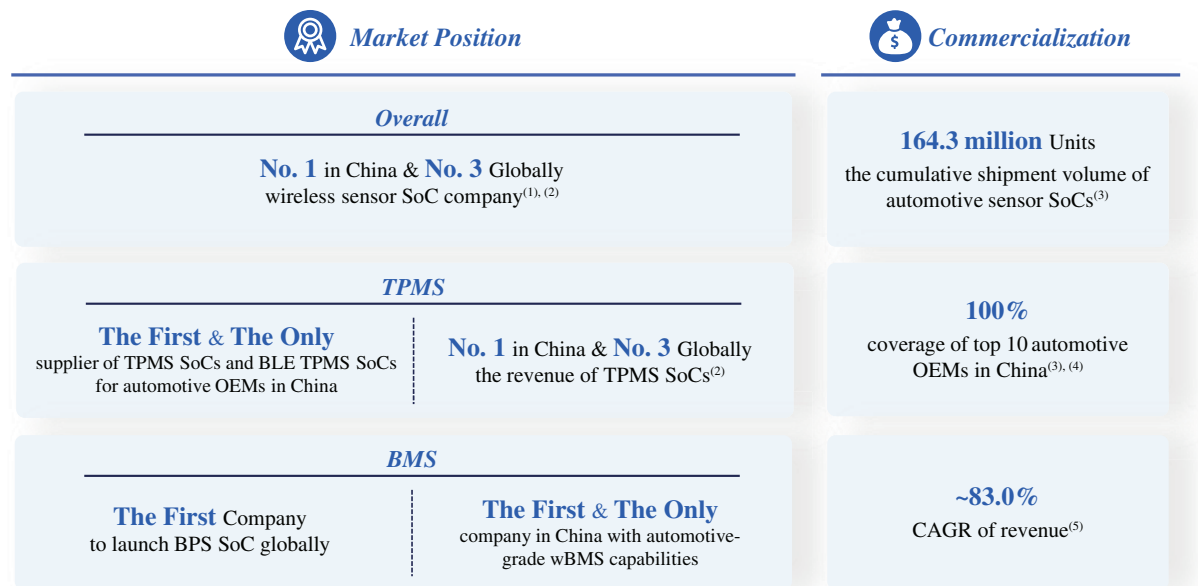 Market Position
Overall
No. 1 in China & No. 3 Globally
wireless sensor SoC company(1), (2)
TPMS
The First & The Only
supplier of TPMS SoCs and BLE TPMS SoCs
for automotive OEMs in China
No. 1 in China & No. 3 Globally
the revenue of TPMS SoCs(2)
BMS
The First Company
to launch BPS SoC globally
The First & The Only
company in China with automotive-
grade wBMS capabilities
$
Commercialization
164.3 million Units
the cumulative shipment volume of
automotive sensor SoCs(3)
100%
coverage of top 10 automotive
OEMs in China(3), (4)
~83.0%
CAGR of revenue(5)